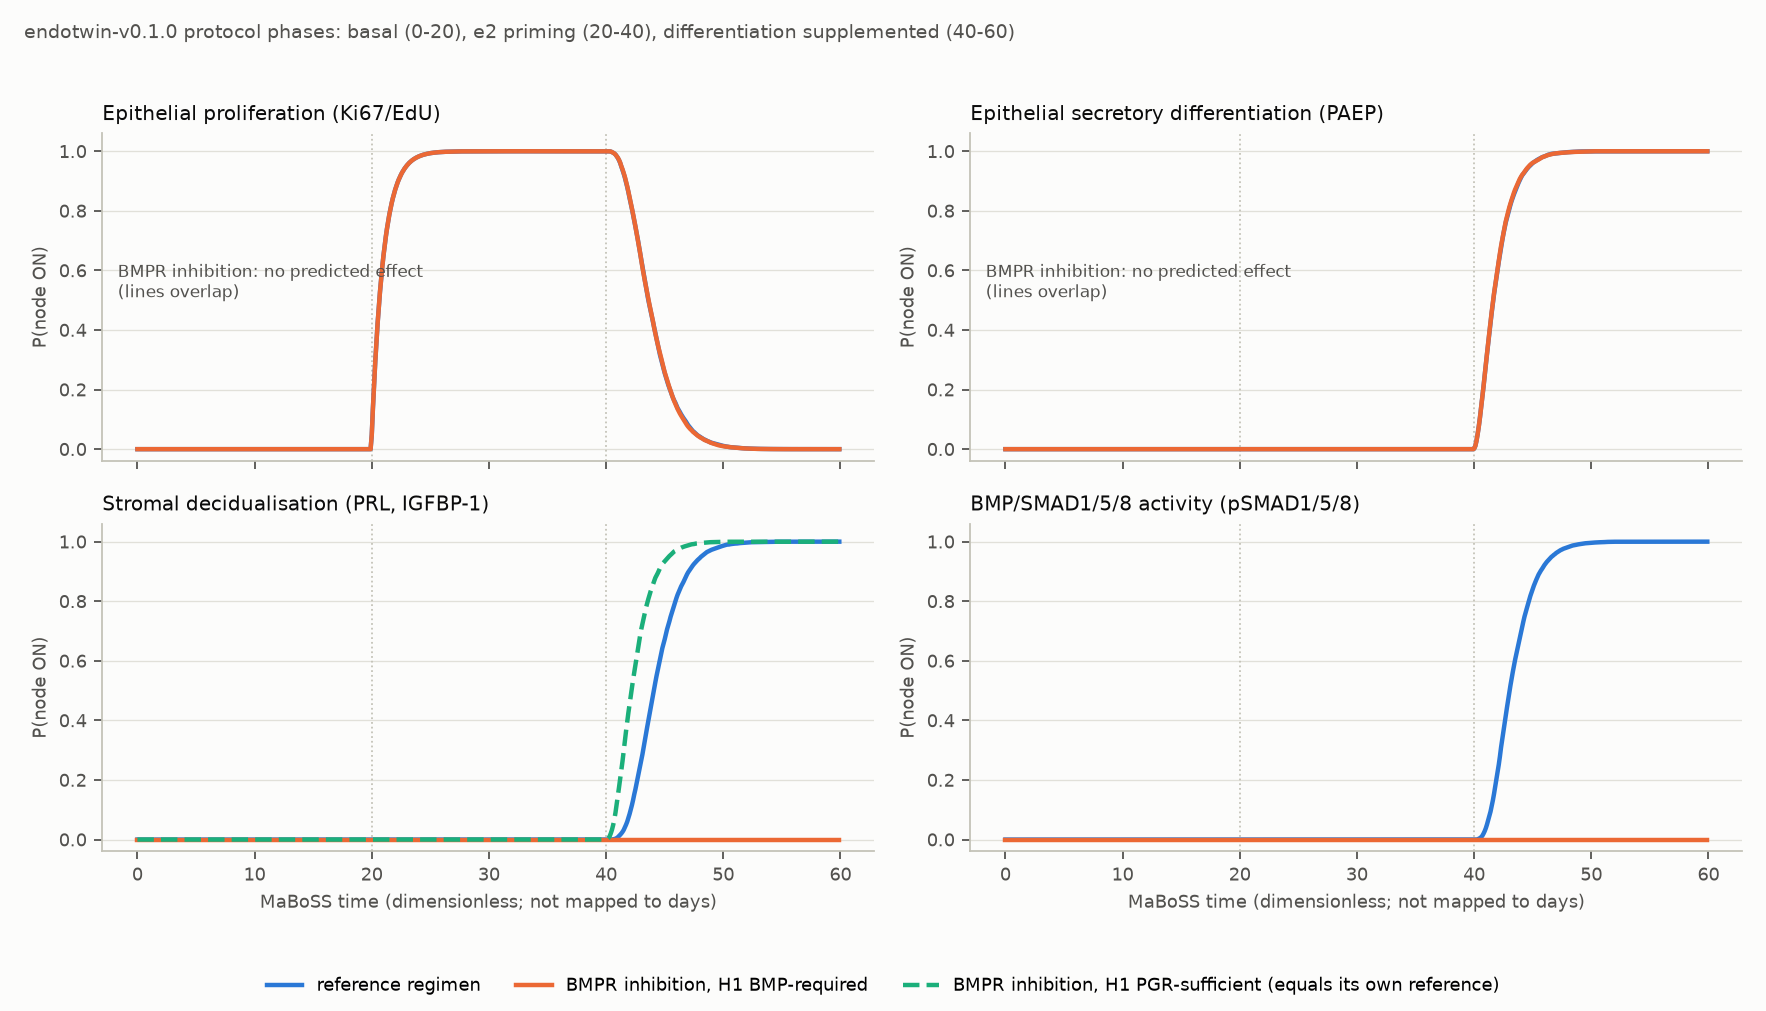 endotwin-v0.1.0 protocol phases: basal (0-20), e2 priming (20-40), differentiation supplemented (40-60)
Epithelial proliferation (Ki67/EdU)
P(node ON)
1.0
0.8
0.6
0.4
0.2
0.0
BMPR inhibition: no predicted effect
(lines overlap)
Epithelial secretory differentiation (PAEP)
P(node ON)
1.0
0.8
0.6
0.4
0.2
0.0
BMPR inhibition: no predicted effect
(lines overlap)
Stromal decidualisation (PRL, IGFBP-1)
P(node ON)
1.0
0.8
0.6
0.4
0.2
0.0
0 10 20 30 40 50 60
MaBoSS time (dimensionless; not mapped to days)
BMP/SMAD1/5/8 activity (pSMAD1/5/8)
P(node ON)
1.0
0.8
0.6
0.4
0.2
0.0
0 10 20 30 40 50 60
MaBoSS time (dimensionless; not mapped to days)
reference regimen
BMPR inhibition, H1 BMP-required
BMPR inhibition, H1 PGR-sufficient (equals its own reference)